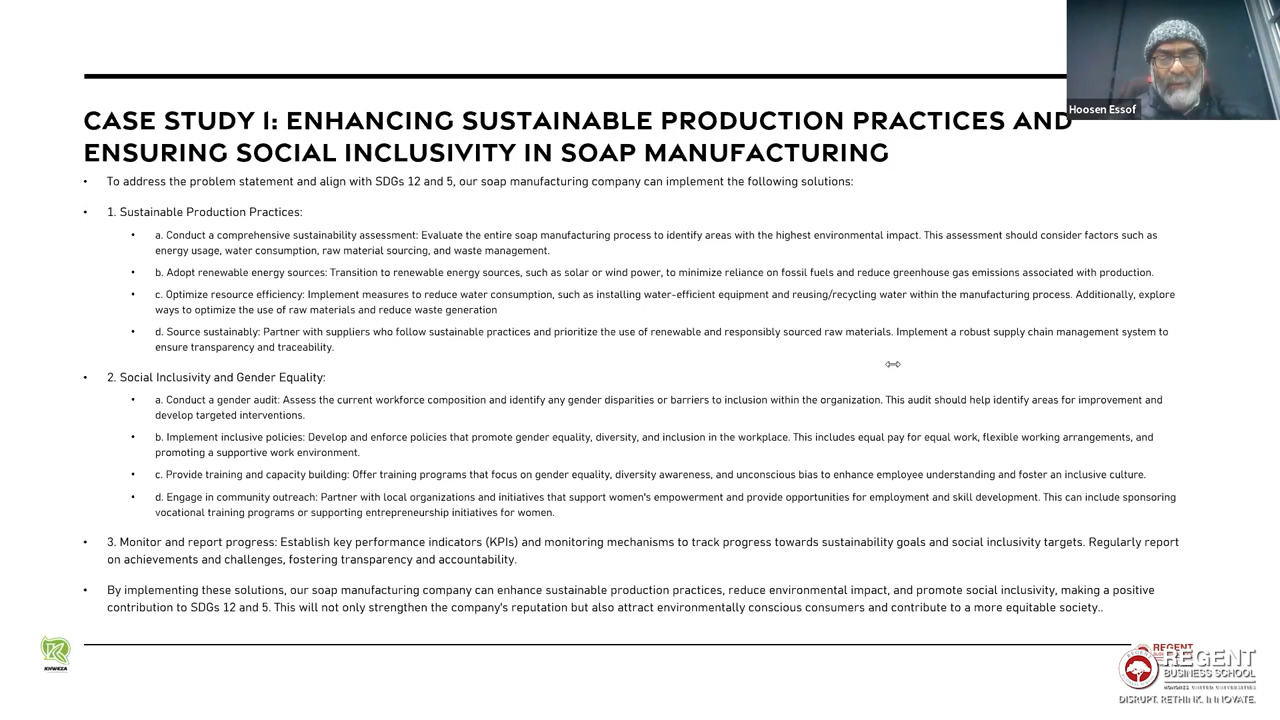 Hoosen Essof
CASE STUDY 1: ENHANCING SUSTAINABLE PRODUCTION PRACTICES AND
ENSURING SOCIAL INCLUSIVITY IN SOAP MANUFACTURING
• To address the problem statement and align with SDGs 12 and 5, our soap manufacturing company can implement the following solutions:
• 1. Sustainable Production Practices:
• a. Conduct a comprehensive sustainability assessment: Evaluate the entire soap manufacturing process to identify areas with the highest environmental impact. This assessment should consider factors such as
energy usage, water consumption, raw material sourcing, and waste management.
• b. Adopt renewable energy sources: Transition to renewable energy sources, such as solar or wind power, to minimize reliance on fossil fuels and reduce greenhouse gas emissions associated with production.
• c. Optimize resource efficiency: Implement measures to reduce water consumption, such as installing water-efficient equipment and reusing/recycling water within the manufacturing process. Additionally, explore
ways to optimize the use of raw materials and reduce waste generation
• d. Source sustainably: Partner with suppliers who follow sustainable practices and prioritize the use of renewable and responsibly sourced raw materials. Implement a robust supply chain management system to
ensure transparency and traceability.
• 2. Social Inclusivity and Gender Equality:
• a. Conduct a gender audit: Assess the current workforce composition and identify any gender disparities or barriers to inclusion within the organization. This audit should help identify areas for improvement and
develop targeted interventions.
• b. Implement inclusive policies: Develop and enforce policies that promote gender equality, diversity, and inclusion in the workplace. This includes equal pay for equal work, flexible working arrangements, and
promoting a supportive work environment.
• c. Provide training and capacity building: Offer training programs that focus on gender equality, diversity awareness, and unconscious bias to enhance employee understanding and foster an inclusive culture.
• d. Engage in community outreach: Partner with local organizations and initiatives that support women's empowerment and provide opportunities for employment and skill development. This can include sponsoring
vocational training programs or supporting entrepreneurship initiatives for women.
• 3. Monitor and report progress: Establish key performance indicators (KPIs) and monitoring mechanisms to track progress towards sustainability goals and social inclusivity targets. Regularly report
on achievements and challenges, fostering transparency and accountability.
• By implementing these solutions, our soap manufacturing company can enhance sustainable production practices, reduce environmental impact, and promote social inclusivity, making a positive
contribution to SDGs 12 and 5. This will not only strengthen the company's reputation but also attract environmentally conscious consumers and contribute to a more equitable society..
KHWEZA
REGENT
REGENT
BUSINESS SCHOOL
DISRUPT. RETHINK. INNOVATE.